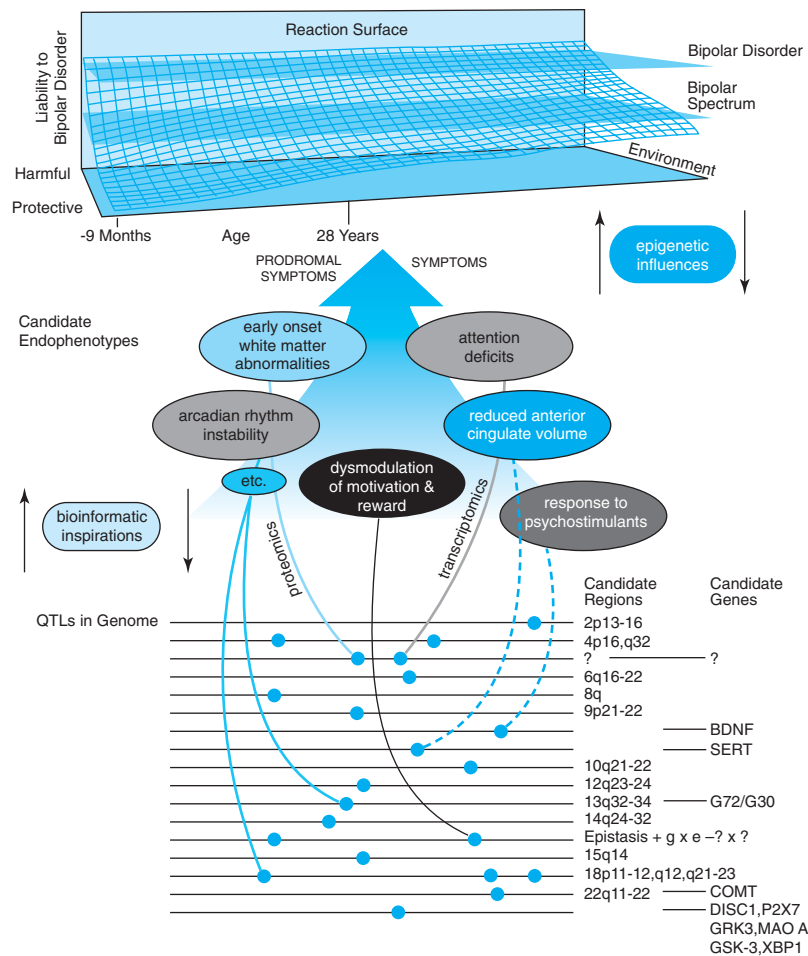 Reaction Surface
Liability to
Bipolar Disorder
Bipolar Disorder
Bipolar
Spectrum
Harmful
Protective
Environment
-9 Months
Age
28 Years
PRODROMAL
SYMPTOMS
SYMPTOMS
epigenetic
influences
Candidate
Endophenotypes
early onset
white matter
abnormalities
attention
deficits
arcadian rhythm
instability
reduced anterior
cingulate volume
etc.
dysmodulation
of motivation &
reward
response to
psychostimulants
bioinformatic
inspirations
proteomics
transcriptomics
Candidate
Regions
Candidate
Genes
QTLs in Genome
2p13-16
4p16,q32
? ?
6q16-22
8q
9p21-22
BDNF
SERT
10q21-22
12q23-24
13q32-34 G72/G30
14q24-32
Epistasis + g x e –? x ?
15q14
18p11-12,q12,q21-23
22q11-22 COMT
DISC1,P2X7
GRK3,MAO A
GSK-3,XBP1